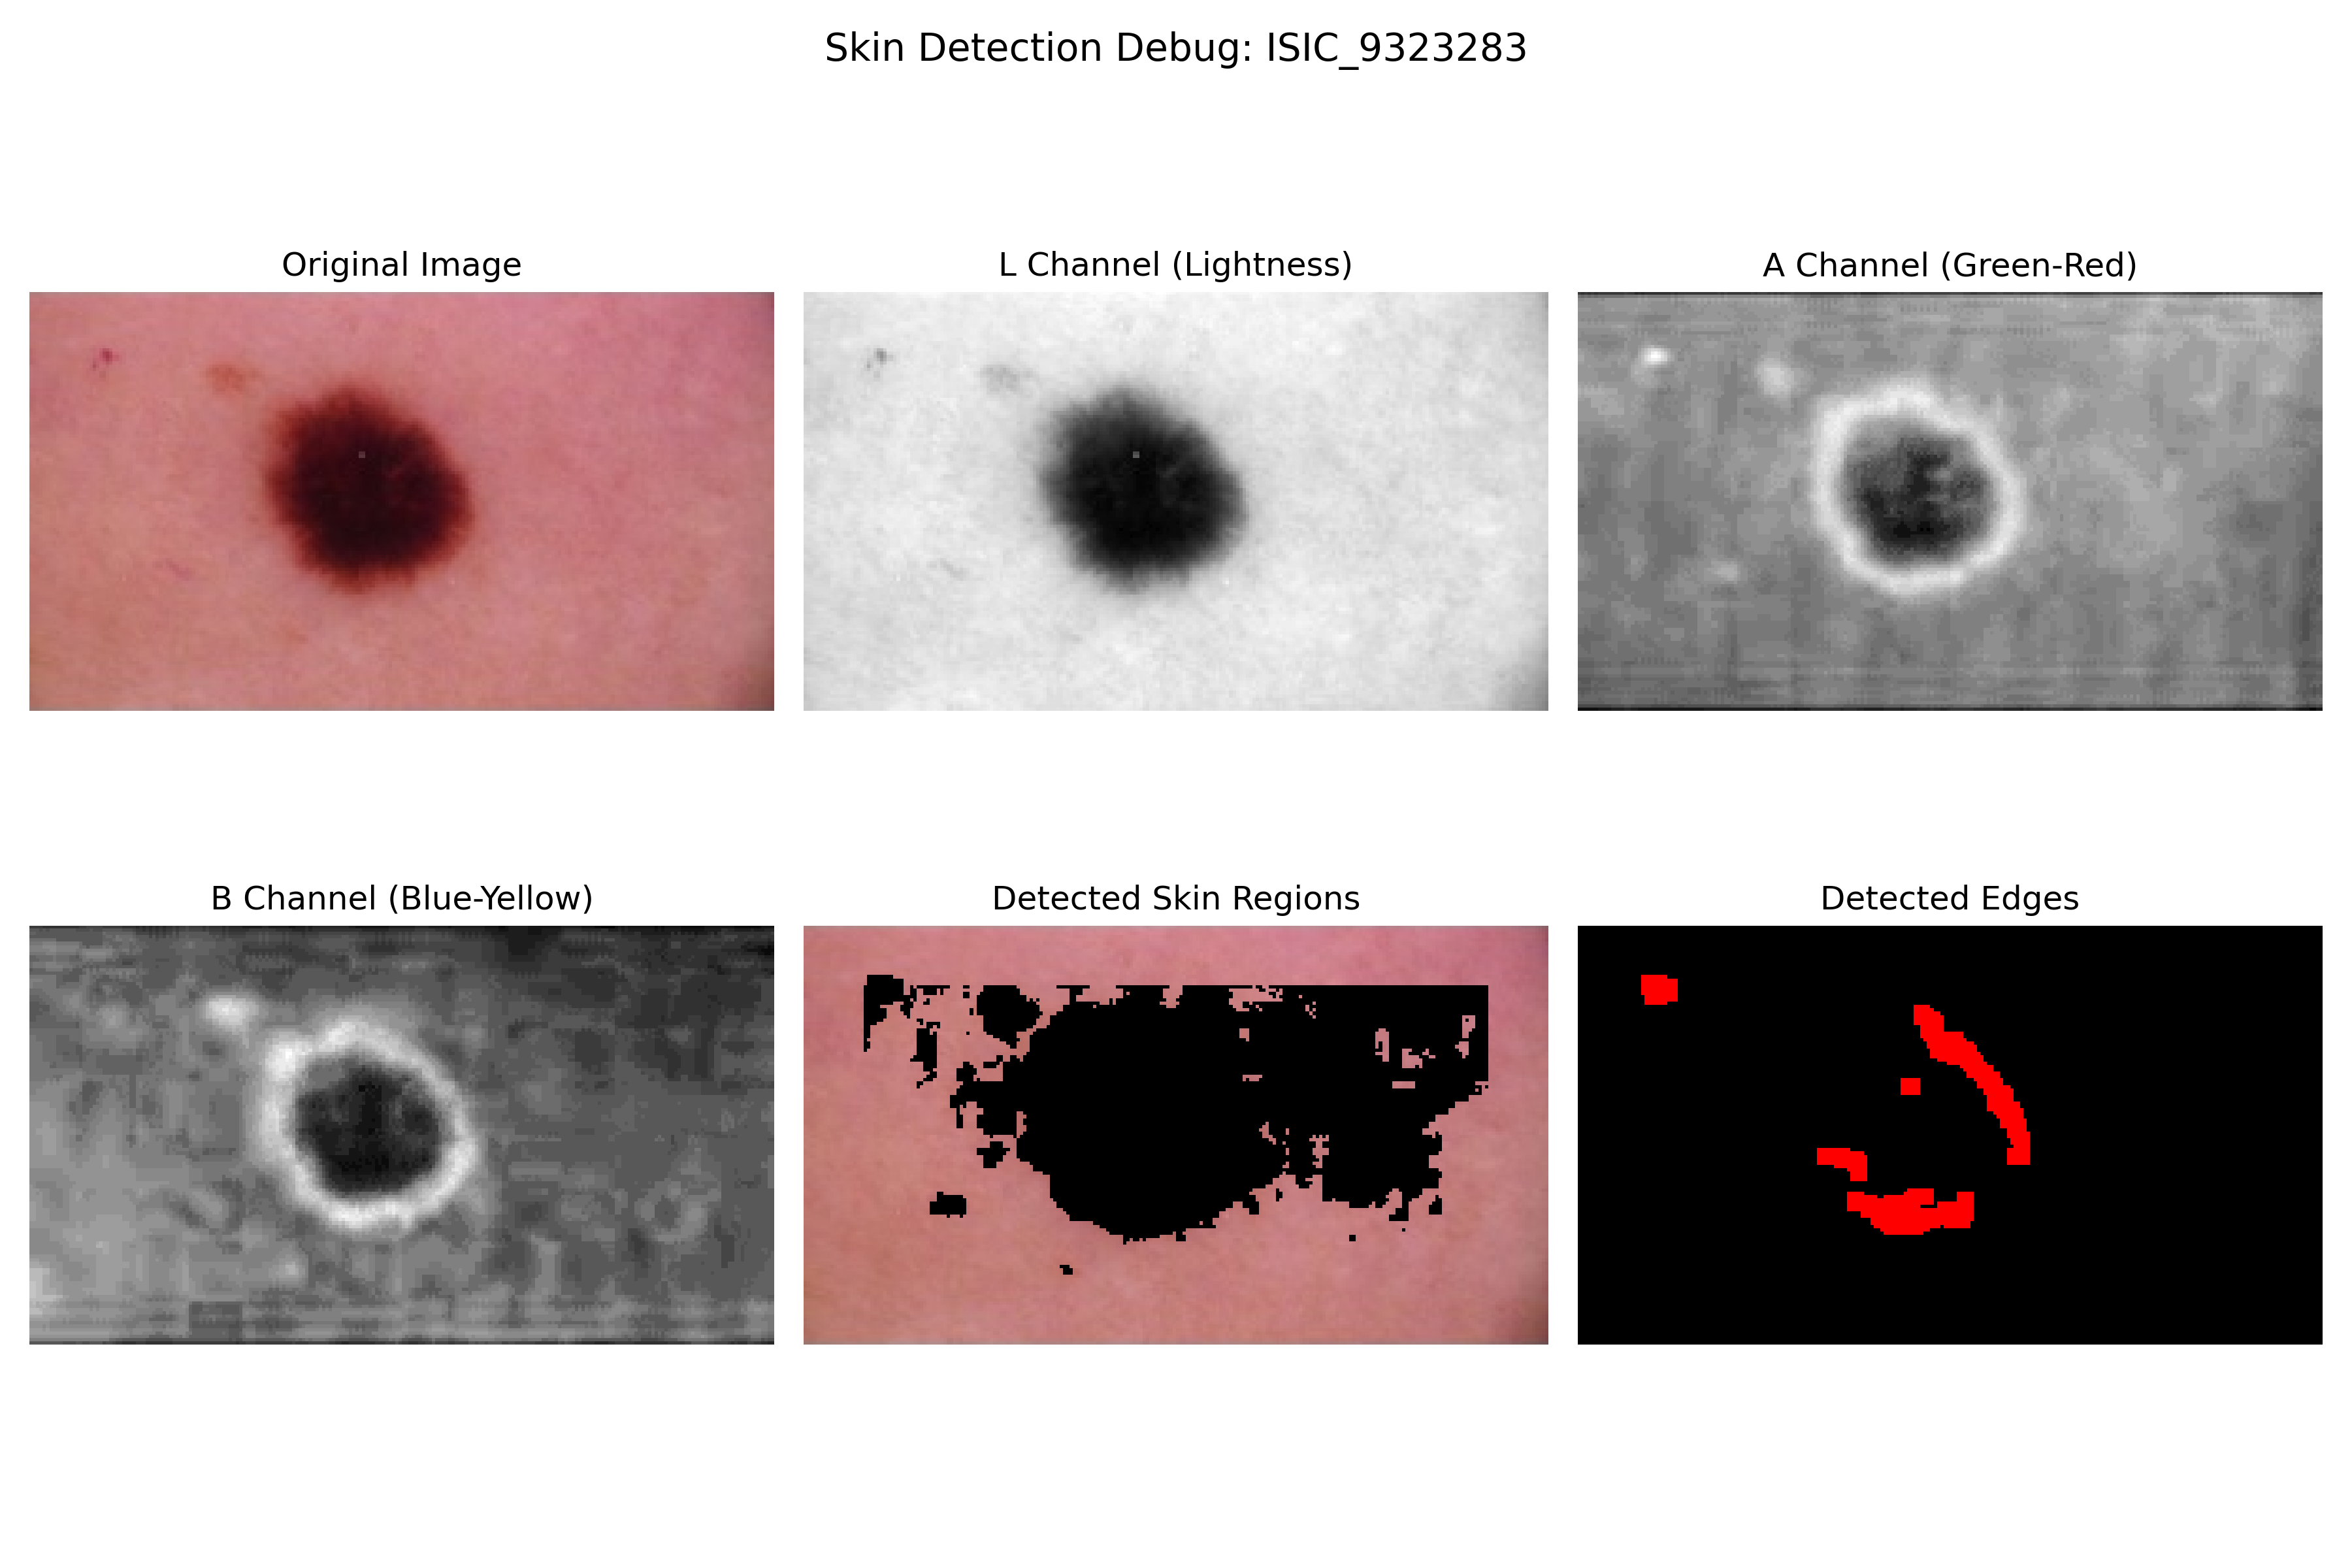 Skin Detection Debug: ISIC_9323283
Original Image
L Channel (Lightness)
A Channel (Green-Red)
B Channel (Blue-Yellow)
Detected Skin Regions
Detected Edges